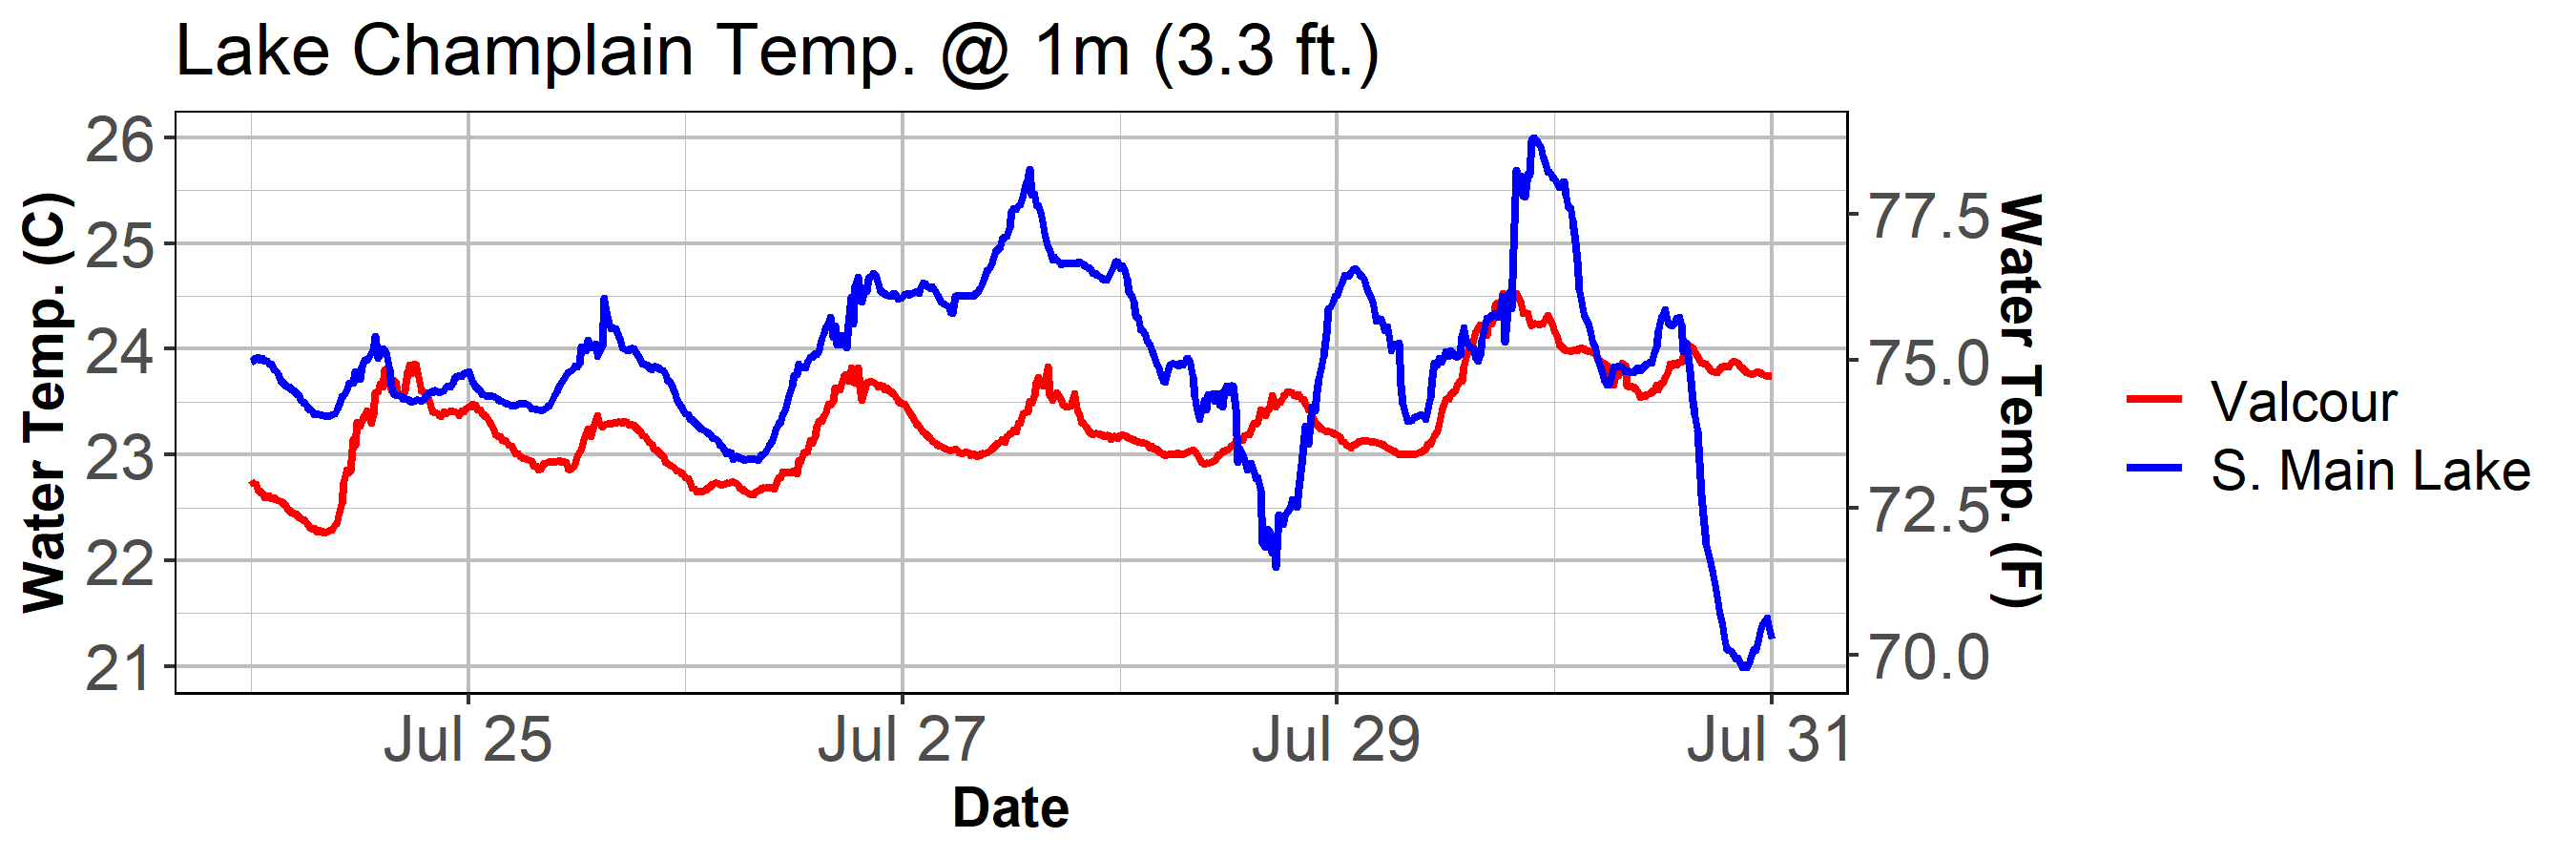 Lake Champlain Temp. @ 1m (3.3 ft.)
Water Temp. (C)
26
25
24
23
22
21
77.5
75.0
72.5
70.0
Water Temp. (F)
Jul 25
Jul 27
Jul 29
Jul 31
Date
Valcour
S. Main Lake